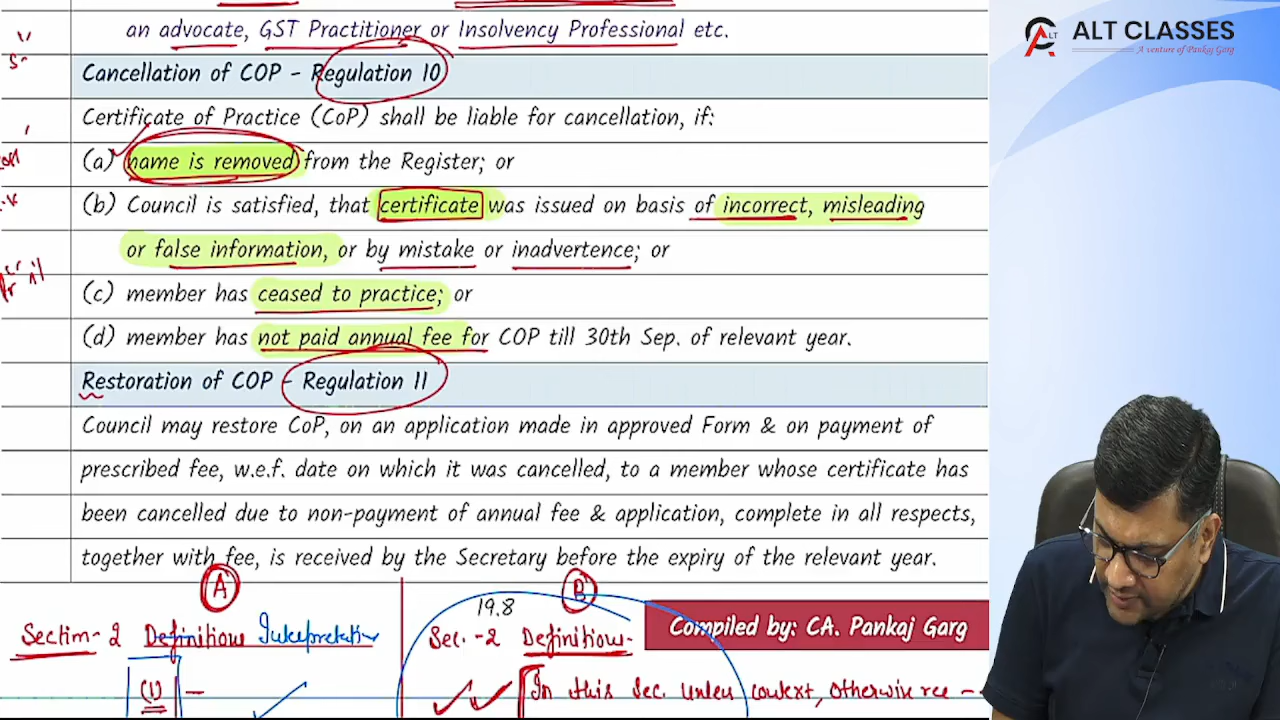 ALT CLASSES
A venture of Pankaj Garg
an advocate, GST Practitioner or Insolvency Professional etc.
Cancellation of COP - Regulation 10
Certificate of Practice (CoP) shall be liable for cancellation, if:
(a) name is removed from the Register; or
(b) Council is satisfied, that certificate was issued on basis of incorrect, misleading
or false information, or by mistake or inadvertence; or
(c) member has ceased to practice; or
(d) member has not paid annual fee for COP till 30th Sep. of relevant year.
Restoration of COP - Regulation 11
Council may restore CoP, on an application made in approved Form & on payment of
prescribed fee, w.e.f. date on which it was cancelled, to a member whose certificate has
been cancelled due to non-payment of annual fee & application, complete in all respects,
together with fee, is received by the Secretary before the expiry of the relevant year.
A
B
19.8
Compiled by: CA. Pankaj Garg
Section-2 Definitions Interpretation
Sec.-2 Definitions-
(1) -
In this Sec. unless context, otherwise